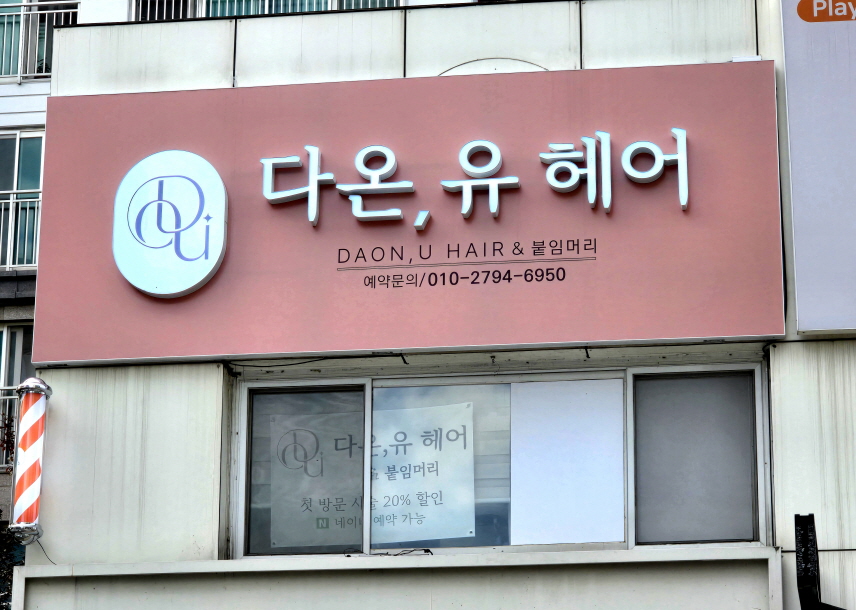 Play
다온, 유 헤어
DAON, U HAIR & 붙임머리
예약문의/010-2794-6950
다온, 유 헤어
& 붙임머리
첫 방문 시술 20% 할인
N 네이버 예약 가능